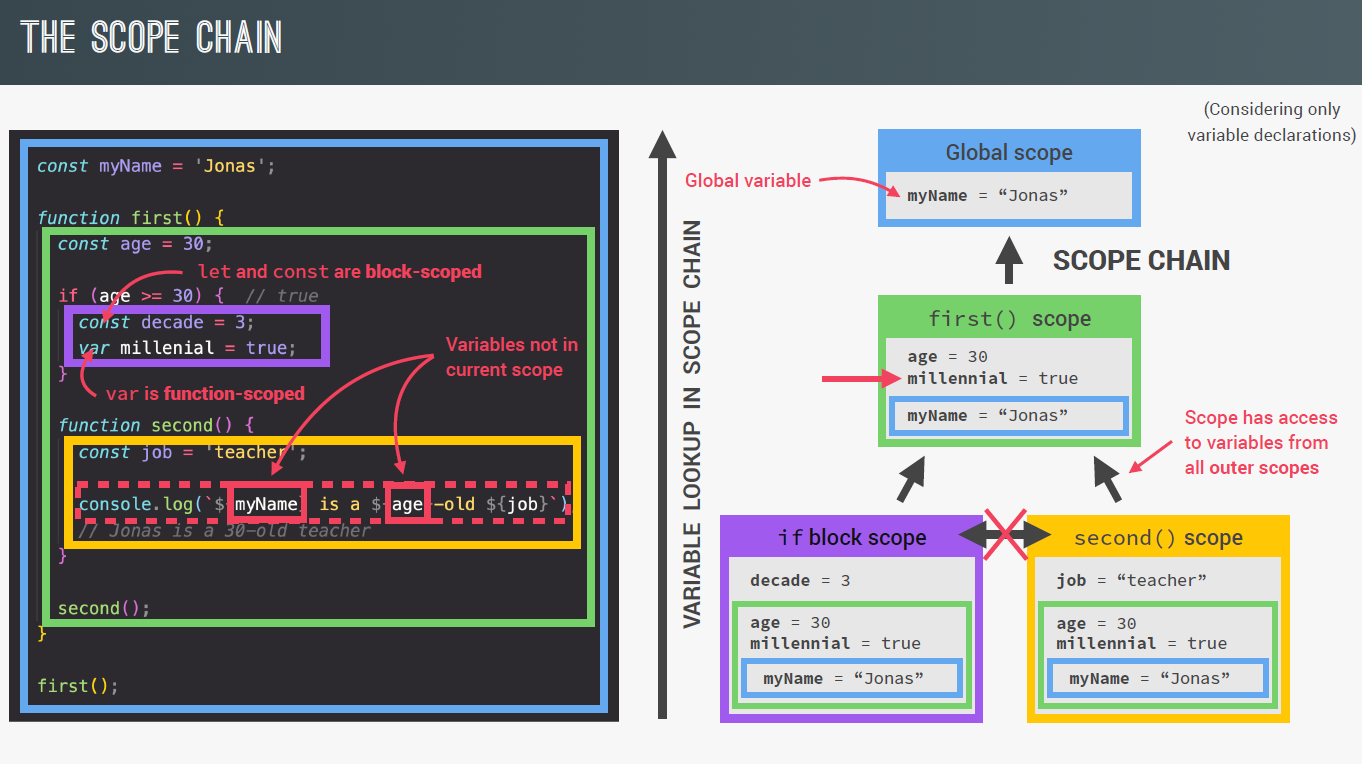 THE SCOPE CHAIN
const myName = 'Jonas';
function first() {
const age = 30;
let and const are block-scoped
if (age >= 30) { // true
const decade = 3;
var millenial = true;
}
var is function-scoped
Variables not in
current scope
function second() {
const job = 'teacher';
console.log(`${myName} is a ${age}-old ${job}`)
// Jonas is a 30-old teacher
}
second();
}
first();
VARIABLE LOOKUP IN SCOPE CHAIN
(Considering only
variable declarations)
Global scope
Global variable
myName = “Jonas”
SCOPE CHAIN
first() scope
age = 30
millennial = true
myName = “Jonas”
Scope has access
to variables from
all outer scopes
if block scope
decade = 3
age = 30
millennial = true
myName = “Jonas”
second() scope
job = “teacher”
age = 30
millennial = true
myName = “Jonas”